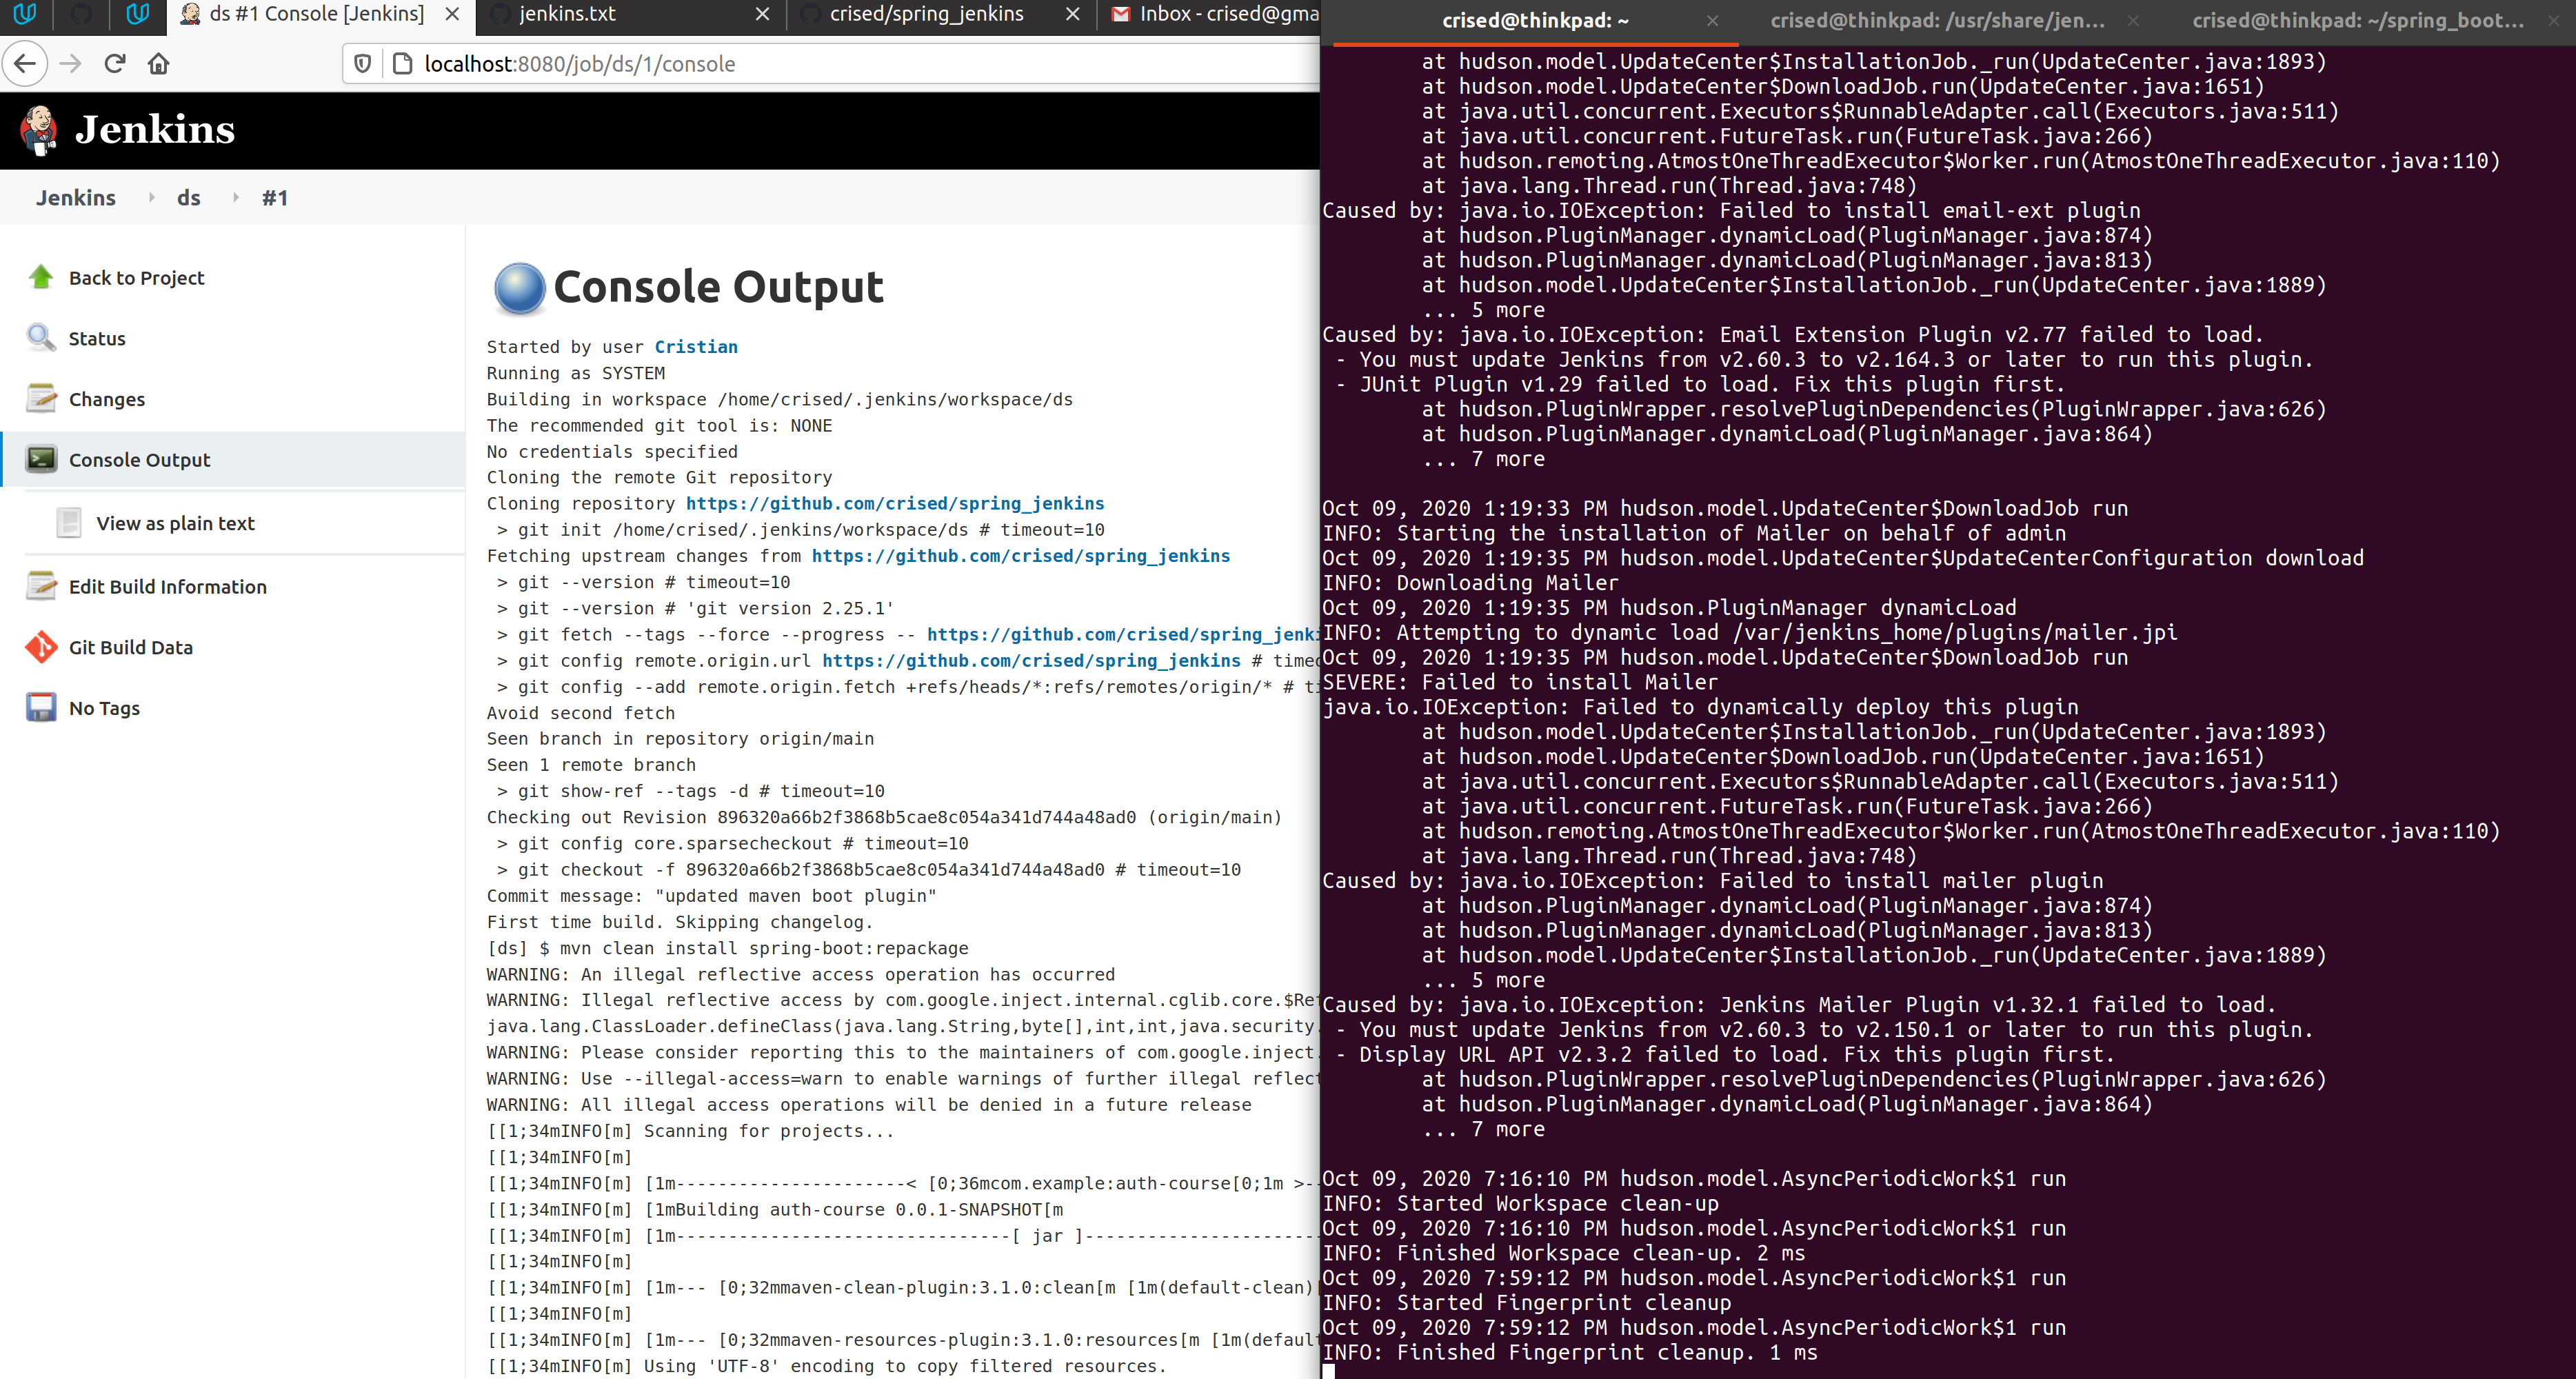 ds #1 Console [Jenkins]
jenkins.txt
crised/spring_jenkins
Inbox - crised@gma
localhost:8080/job/ds/1/console
Jenkins
Jenkins
ds
#1
Back to Project
Status
Changes
Console Output
View as plain text
Edit Build Information
Git Build Data
No Tags
Console Output
Started by user Cristian
Running as SYSTEM
Building in workspace /home/crised/.jenkins/workspace/ds
The recommended git tool is: NONE
No credentials specified
Cloning the remote Git repository
Cloning repository https://github.com/crised/spring_jenkins
 > git init /home/crised/.jenkins/workspace/ds # timeout=10
Fetching upstream changes from https://github.com/crised/spring_jenkins
 > git --version # timeout=10
 > git --version # 'git version 2.25.1'
 > git fetch --tags --force --progress -- https://github.com/crised/spring_jenki
 > git config remote.origin.url https://github.com/crised/spring_jenkins # timeo
 > git config --add remote.origin.fetch +refs/heads/*:refs/remotes/origin/* # ti
Avoid second fetch
Seen branch in repository origin/main
Seen 1 remote branch
 > git show-ref --tags -d # timeout=10
Checking out Revision 896320a66b2f3868b5cae8c054a341d744a48ad0 (origin/main)
 > git config core.sparsecheckout # timeout=10
 > git checkout -f 896320a66b2f3868b5cae8c054a341d744a48ad0 # timeout=10
Commit message: "updated maven boot plugin"
First time build. Skipping changelog.
[ds] $ mvn clean install spring-boot:repackage
WARNING: An illegal reflective access operation has occurred
WARNING: Illegal reflective access by com.google.inject.internal.cglib.core.$Ref
java.lang.ClassLoader.defineClass(java.lang.String,byte[],int,int,java.security.
WARNING: Please consider reporting this to the maintainers of com.google.inject.
WARNING: Use --illegal-access=warn to enable warnings of further illegal reflect
WARNING: All illegal access operations will be denied in a future release
[[1;34mINFO[m] Scanning for projects...
[[1;34mINFO[m]
[[1;34mINFO[m] [1m----------------------< [0;36mcom.example:auth-course[0;1m >--
[[1;34mINFO[m] [1mBuilding auth-course 0.0.1-SNAPSHOT[m
[[1;34mINFO[m] [1m--------------------------------[ jar ]-----------------------
[[1;34mINFO[m]
[[1;34mINFO[m] [1m--- [0;32mmaven-clean-plugin:3.1.0:clean[m [1m(default-clean)[
[[1;34mINFO[m]
[[1;34mINFO[m] [1m--- [0;32mmaven-resources-plugin:3.1.0:resources[m [1m(default
[[1;34mINFO[m] Using 'UTF-8' encoding to copy filtered resources.
crised@thinkpad: ~
crised@thinkpad: /usr/share/jen...
crised@thinkpad: ~/spring_boot...
at hudson.model.UpdateCenter$InstallationJob._run(UpdateCenter.java:1893)
at hudson.model.UpdateCenter$DownloadJob.run(UpdateCenter.java:1651)
at java.util.concurrent.Executors$RunnableAdapter.call(Executors.java:511)
at java.util.concurrent.FutureTask.run(FutureTask.java:266)
at hudson.remoting.AtmostOneThreadExecutor$Worker.run(AtmostOneThreadExecutor.java:110)
at java.lang.Thread.run(Thread.java:748)
Caused by: java.io.IOException: Failed to install email-ext plugin
at hudson.PluginManager.dynamicLoad(PluginManager.java:874)
at hudson.PluginManager.dynamicLoad(PluginManager.java:813)
at hudson.model.UpdateCenter$InstallationJob._run(UpdateCenter.java:1889)
... 5 more
Caused by: java.io.IOException: Email Extension Plugin v2.77 failed to load.
 - You must update Jenkins from v2.60.3 to v2.164.3 or later to run this plugin.
 - JUnit Plugin v1.29 failed to load. Fix this plugin first.
at hudson.PluginWrapper.resolvePluginDependencies(PluginWrapper.java:626)
at hudson.PluginManager.dynamicLoad(PluginManager.java:864)
... 7 more
Oct 09, 2020 1:19:33 PM hudson.model.UpdateCenter$DownloadJob run
INFO: Starting the installation of Mailer on behalf of admin
Oct 09, 2020 1:19:35 PM hudson.model.UpdateCenter$UpdateCenterConfiguration download
INFO: Downloading Mailer
Oct 09, 2020 1:19:35 PM hudson.PluginManager dynamicLoad
INFO: Attempting to dynamic load /var/jenkins_home/plugins/mailer.jpi
Oct 09, 2020 1:19:35 PM hudson.model.UpdateCenter$DownloadJob run
SEVERE: Failed to install Mailer
java.io.IOException: Failed to dynamically deploy this plugin
at hudson.model.UpdateCenter$InstallationJob._run(UpdateCenter.java:1893)
at hudson.model.UpdateCenter$DownloadJob.run(UpdateCenter.java:1651)
at java.util.concurrent.Executors$RunnableAdapter.call(Executors.java:511)
at java.util.concurrent.FutureTask.run(FutureTask.java:266)
at hudson.remoting.AtmostOneThreadExecutor$Worker.run(AtmostOneThreadExecutor.java:110)
at java.lang.Thread.run(Thread.java:748)
Caused by: java.io.IOException: Failed to install mailer plugin
at hudson.PluginManager.dynamicLoad(PluginManager.java:874)
at hudson.PluginManager.dynamicLoad(PluginManager.java:813)
at hudson.model.UpdateCenter$InstallationJob._run(UpdateCenter.java:1889)
... 5 more
Caused by: java.io.IOException: Jenkins Mailer Plugin v1.32.1 failed to load.
 - You must update Jenkins from v2.60.3 to v2.150.1 or later to run this plugin.
 - Display URL API v2.3.2 failed to load. Fix this plugin first.
at hudson.PluginWrapper.resolvePluginDependencies(PluginWrapper.java:626)
at hudson.PluginManager.dynamicLoad(PluginManager.java:864)
... 7 more
Oct 09, 2020 7:16:10 PM hudson.model.AsyncPeriodicWork$1 run
INFO: Started Workspace clean-up
Oct 09, 2020 7:16:10 PM hudson.model.AsyncPeriodicWork$1 run
INFO: Finished Workspace clean-up. 2 ms
Oct 09, 2020 7:59:12 PM hudson.model.AsyncPeriodicWork$1 run
INFO: Started Fingerprint cleanup
Oct 09, 2020 7:59:12 PM hudson.model.AsyncPeriodicWork$1 run
INFO: Finished Fingerprint cleanup. 1 ms